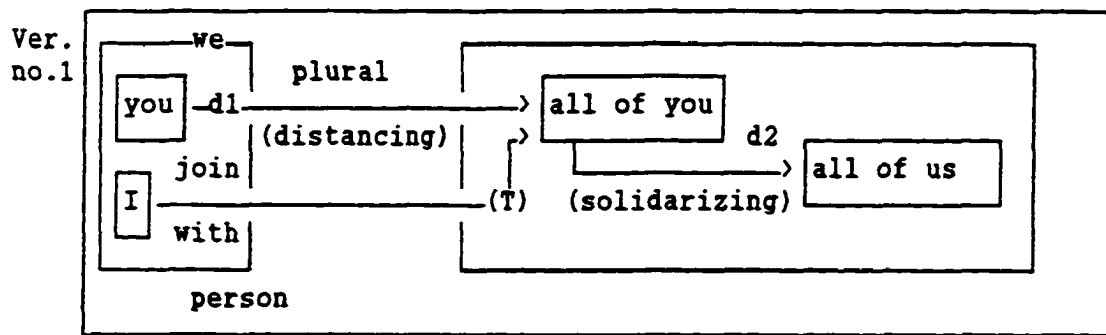 Ver. we
no.1 plural
you d1 > all of you
(distancing) > d2
join > all of us
I (T) (solidarizing)
with
person